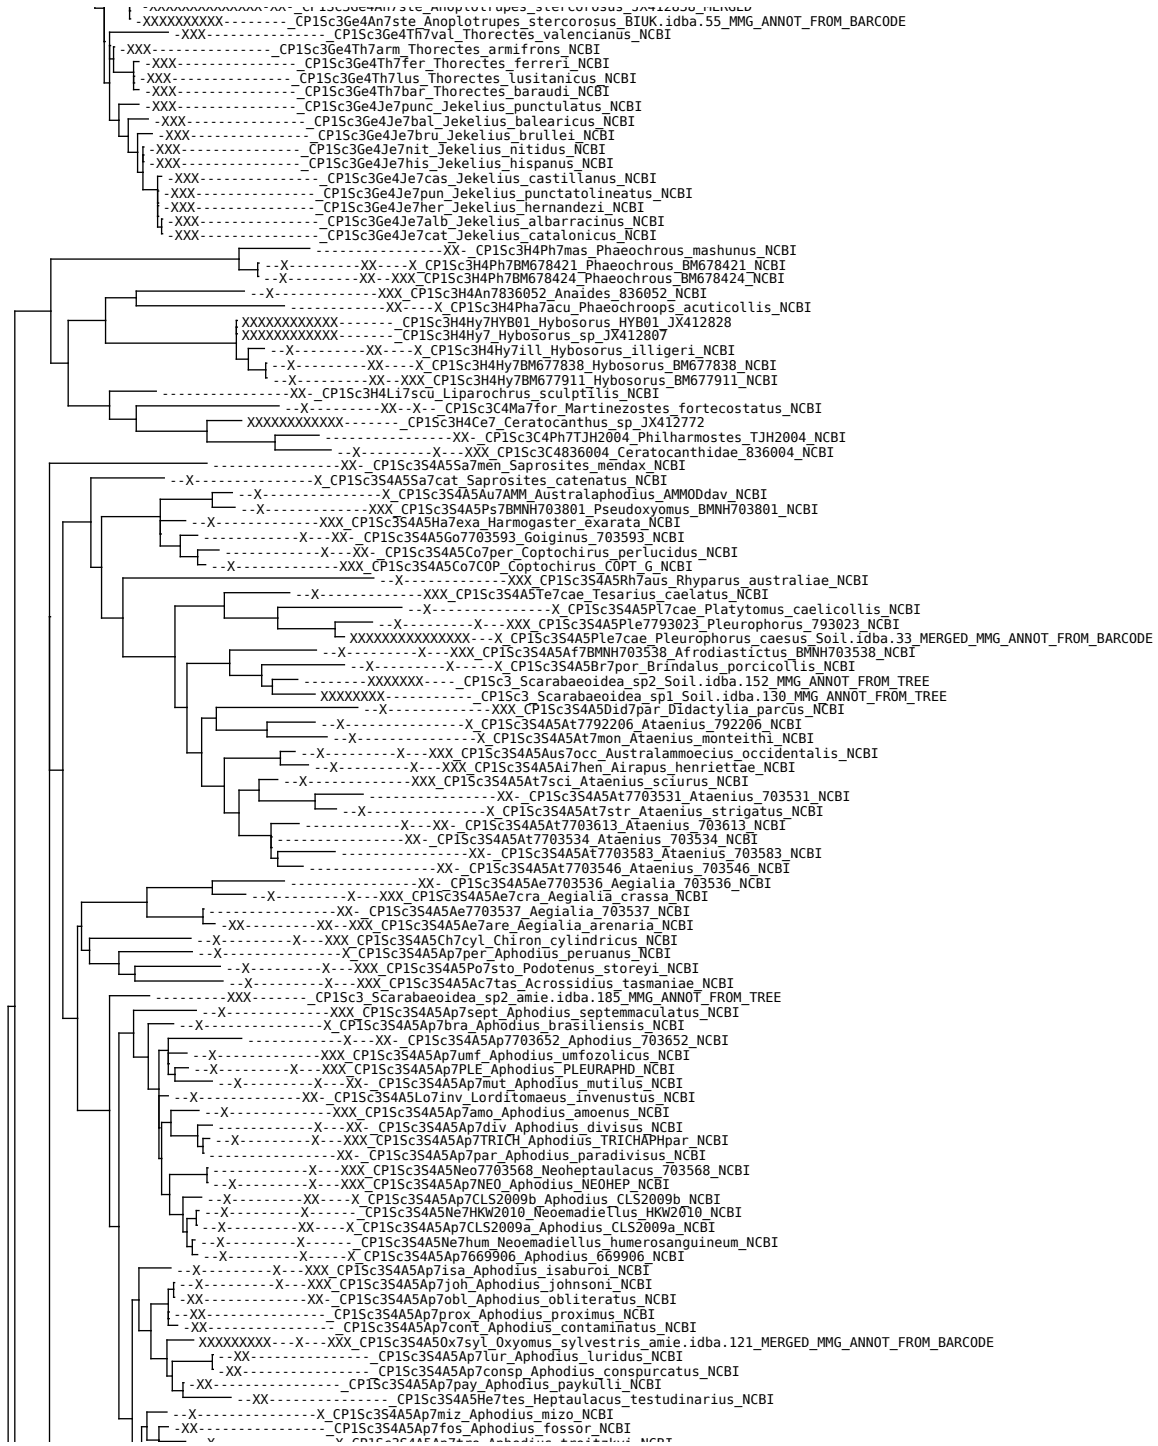 -XXXXXXXXXXXXXX-XX-_CP1Sc3Ge4An7ste_Anoplotrupes_stercorosus_JX412838_MERGED
-XXXXXXXXXX--------_CP1Sc3Ge4An7ste_Anoplotrupes_stercorosus_BIUK.idba.55_MMG_ANNOT_FROM_BARCODE
-XXX---------------_CP1Sc3Ge4Th7val_Thorectes_valencianus_NCBI
-XXX---------------_CP1Sc3Ge4Th7arm_Thorectes_armifrons_NCBI
-XXX---------------_CP1Sc3Ge4Th7fer_Thorectes_ferreri_NCBI
-XXX---------------_CP1Sc3Ge4Th7lus_Thorectes_lusitanicus_NCBI
-XXX---------------_CP1Sc3Ge4Th7bar_Thorectes_baraudi_NCBI
-XXX---------------_CP1Sc3Ge4Je7punc_Jekelius_punctulatus_NCBI
-XXX---------------_CP1Sc3Ge4Je7bal_Jekelius_balearicus_NCBI
-XXX---------------_CP1Sc3Ge4Je7bru_Jekelius_brullei_NCBI
-XXX---------------_CP1Sc3Ge4Je7nit_Jekelius_nitidus_NCBI
-XXX---------------_CP1Sc3Ge4Je7his_Jekelius_hispanus_NCBI
-XXX---------------_CP1Sc3Ge4Je7cas_Jekelius_castillanus_NCBI
-XXX---------------_CP1Sc3Ge4Je7pun_Jekelius_punctatolineatus_NCBI
-XXX---------------_CP1Sc3Ge4Je7her_Jekelius_hernandezi_NCBI
-XXX---------------_CP1Sc3Ge4Je7alb_Jekelius_albarracinus_NCBI
-XXX---------------_CP1Sc3Ge4Je7cat_Jekelius_catalonicus_NCBI
----------------XX-_CP1Sc3H4Ph7mas_Phaeochrous_mashunus_NCBI
--X---------XX----X_CP1Sc3H4Ph7BM678421_Phaeochrous_BM678421_NCBI
--X---------XX--XXX_CP1Sc3H4Ph7BM678424_Phaeochrous_BM678424_NCBI
--X-------------XXX_CP1Sc3H4An7836052_Anaides_836052_NCBI
------------XX----X_CP1Sc3H4Pha7acu_Phaeochroops_acuticollis_NCBI
XXXXXXXXXXXX-------_CP1Sc3H4Hy7HYB01_Hybosorus_HYB01_JX412828
XXXXXXXXXXXX-------_CP1Sc3H4Hy7_Hybosorus_sp_JX412807
--X---------XX----X_CP1Sc3H4Hy7ill_Hybosorus_illigeri_NCBI
--X---------XX----X_CP1Sc3H4Hy7BM677838_Hybosorus_BM677838_NCBI
--X---------XX--XXX_CP1Sc3H4Hy7BM677911_Hybosorus_BM677911_NCBI
----------------XX-_CP1Sc3H4Li7scu_Liparochrus_sculptilis_NCBI
--X---------XX--X--_CP1Sc3C4Ma7for_Martinezostes_fortecostatus_NCBI
XXXXXXXXXXXX-------_CP1Sc3H4Ce7_Ceratocanthus_sp_JX412772
----------------XX-_CP1Sc3C4Ph7TJH2004_Philharmostes_TJH2004_NCBI
--X---------X---XXX_CP1Sc3C4836004_Ceratocanthidae_836004_NCBI
----------------XX-_CP1Sc3S4A5Sa7men_Saprosites_mendax_NCBI
--X---------------X_CP1Sc3S4A5Sa7cat_Saprosites_catenatus_NCBI
--X---------------X_CP1Sc3S4A5Au7AMM_Australaphodius_AMMODdav_NCBI
--X-------------XXX_CP1Sc3S4A5Ps7BMNH703801_Pseudoxyomus_BMNH703801_NCBI
--X-------------XXX_CP1Sc3S4A5Ha7exa_Harmogaster_exarata_NCBI
------------X---XX-_CP1Sc3S4A5Go7703593_Goiginus_703593_NCBI
------------X---XX-_CP1Sc3S4A5Co7per_Coptochirus_perlucidus_NCBI
--X-------------XXX_CP1Sc3S4A5Co7COP_Coptochirus_COPT_G_NCBI
--X-------------XXX_CP1Sc3S4A5Rh7aus_Rhyparus_australiae_NCBI
--X-------------XXX_CP1Sc3S4A5Te7cae_Tesarius_caelatus_NCBI
--X---------------X_CP1Sc3S4A5Pl7cae_Platytomus_caelicollis_NCBI
--X---------X---XXX_CP1Sc3S4A5Ple7793023_Pleurophorus_793023_NCBI
XXXXXXXXXXXXXXX---X_CP1Sc3S4A5Ple7cae_Pleurophorus_caesus_Soil.idba.33_MERGED_MMG_ANNOT_FROM_BARCODE
--X---------X---XXX_CP1Sc3S4A5Af7BMNH703538_Afrodiastictus_BMNH703538_NCBI
--X---------X-----X_CP1Sc3S4A5Br7por_Brindalus_porcicollis_NCBI
--------XXXXXXX----_CP1Sc3_Scarabaeoidea_sp2_Soil.idba.152_MMG_ANNOT_FROM_TREE
XXXXXXXX-----------_CP1Sc3_Scarabaeoidea_sp1_Soil.idba.130_MMG_ANNOT_FROM_TREE
--X-------------XXX_CP1Sc3S4A5Did7par_Didactylia_parcus_NCBI
--X---------------X_CP1Sc3S4A5At7792206_Ataenius_792206_NCBI
--X---------------X_CP1Sc3S4A5At7mon_Ataenius_monteithi_NCBI
--X---------X---XXX_CP1Sc3S4A5Aus7occ_Australammoecius_occidentalis_NCBI
--X---------X---XXX_CP1Sc3S4A5Ai7hen_Airapus_henriettae_NCBI
--X-------------XXX_CP1Sc3S4A5At7sci_Ataenius_sciurus_NCBI
----------------XX-_CP1Sc3S4A5At7703531_Ataenius_703531_NCBI
--X---------------X_CP1Sc3S4A5At7str_Ataenius_strigatus_NCBI
------------X---XX-_CP1Sc3S4A5At7703613_Ataenius_703613_NCBI
----------------XX-_CP1Sc3S4A5At7703534_Ataenius_703534_NCBI
----------------XX-_CP1Sc3S4A5At7703583_Ataenius_703583_NCBI
----------------XX-_CP1Sc3S4A5At7703546_Ataenius_703546_NCBI
----------------XX-_CP1Sc3S4A5Ae7703536_Aegialia_703536_NCBI
--X---------X---XXX_CP1Sc3S4A5Ae7cra_Aegialia_crassa_NCBI
----------------XX-_CP1Sc3S4A5Ae7703537_Aegialia_703537_NCBI
-XX---------XX--XXX_CP1Sc3S4A5Ae7are_Aegialia_arenaria_NCBI
--X---------X---XXX_CP1Sc3S4A5Ch7cyl_Chiron_cylindricus_NCBI
--X---------------X_CP1Sc3S4A5Ap7per_Aphodius_peruanus_NCBI
--X---------X---XXX_CP1Sc3S4A5Po7sto_Podotenus_storeyi_NCBI
--X---------X---XXX_CP1Sc3S4A5Ac7tas_Acrossidius_tasmaniae_NCBI
---------XXX-------_CP1Sc3_Scarabaeoidea_sp2_amie.idba.185_MMG_ANNOT_FROM_TREE
--X-------------XXX_CP1Sc3S4A5Ap7sept_Aphodius_septemmaculatus_NCBI
--X---------------X_CP1Sc3S4A5Ap7bra_Aphodius_brasiliensis_NCBI
------------X---XX-_CP1Sc3S4A5Ap7703652_Aphodius_703652_NCBI
--X-------------XXX_CP1Sc3S4A5Ap7umf_Aphodius_umfozolicus_NCBI
--X---------X---XXX_CP1Sc3S4A5Ap7PLE_Aphodius_PLEURAPHD_NCBI
--X---------X---XX-_CP1Sc3S4A5Ap7mut_Aphodius_mutilus_NCBI
--X-------------XX-_CP1Sc3S4A5Lo7inv_Lorditomaeus_invenustus_NCBI
--X-------------XXX_CP1Sc3S4A5Ap7amo_Aphodius_amoenus_NCBI
------------X---XX-_CP1Sc3S4A5Ap7div_Aphodius_divisus_NCBI
--X---------X---XXX_CP1Sc3S4A5Ap7TRICH_Aphodius_TRICHAPHpar_NCBI
----------------XX-_CP1Sc3S4A5Ap7par_Aphodius_paradivisus_NCBI
------------X---XXX_CP1Sc3S4A5Neo7703568_Neoheptaulacus_703568_NCBI
--X---------X---XXX_CP1Sc3S4A5Ap7NEO_Aphodius_NEOHEP_NCBI
--X---------XX----X_CP1Sc3S4A5Ap7CLS2009b_Aphodius_CLS2009b_NCBI
--X---------X------_CP1Sc3S4A5Ne7HKW2010_Neoemadiellus_HKW2010_NCBI
--X---------XX----X_CP1Sc3S4A5Ap7CLS2009a_Aphodius_CLS2009a_NCBI
--X---------X------_CP1Sc3S4A5Ne7hum_Neoemadiellus_humerosanguineum_NCBI
--X---------X-----X_CP1Sc3S4A5Ap7669906_Aphodius_669906_NCBI
--X---------X---XXX_CP1Sc3S4A5Ap7isa_Aphodius_isaburoi_NCBI
--X---------X---XXX_CP1Sc3S4A5Ap7joh_Aphodius_johnsoni_NCBI
-XX-------------XX-_CP1Sc3S4A5Ap7obl_Aphodius_obliteratus_NCBI
--XX---------------_CP1Sc3S4A5Ap7prox_Aphodius_proximus_NCBI
--XX---------------_CP1Sc3S4A5Ap7cont_Aphodius_contaminatus_NCBI
XXXXXXXXX---X---XXX_CP1Sc3S4A5Ox7syl_Oxyomus_sylvestris_amie.idba.121_MERGED_MMG_ANNOT_FROM_BARCODE
--XX---------------_CP1Sc3S4A5Ap7lur_Aphodius_luridus_NCBI
-XX----------------_CP1Sc3S4A5Ap7consp_Aphodius_conspurcatus_NCBI
-XX----------------_CP1Sc3S4A5Ap7pay_Aphodius_paykulli_NCBI
--XX---------------_CP1Sc3S4A5He7tes_Heptaulacus_testudinarius_NCBI
--X---------------X_CP1Sc3S4A5Ap7miz_Aphodius_mizo_NCBI
-XX----------------_CP1Sc3S4A5Ap7fos_Aphodius_fossor_NCBI